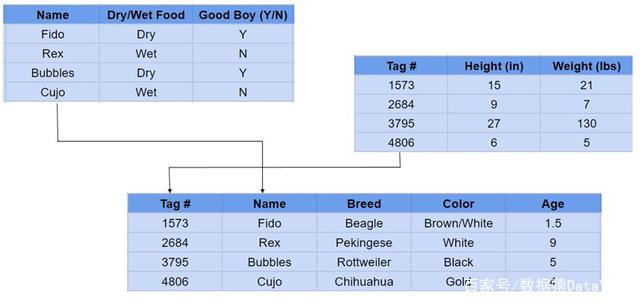 Name Dry/Wet Food Good Boy (Y/N)
Fido Dry Y
Rex Wet N
Bubbles Dry Y
Cujo Wet N
Tag # Height (in) Weight (lbs)
1573 15 21
2684 9 7
3795 27 130
4806 6 5
Tag # Name Breed Color Age
1573 Fido Beagle Brown/White 1.5
2684 Rex Pekingese White 9
3795 Bubbles Rottweiler Black 5
4806 Cujo Chihuahua Gold 4
百家号/数据猿Data